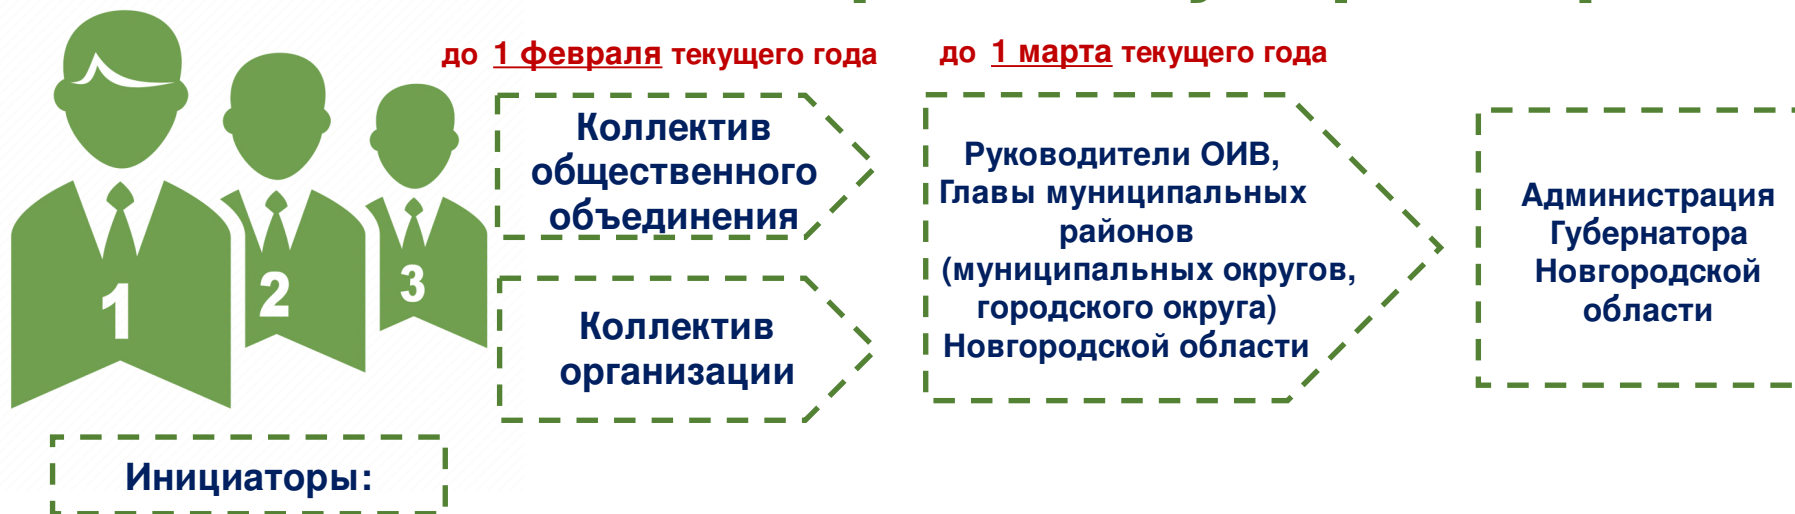 до 1 февраля текущего года
до 1 марта текущего года
Коллектив
общественного
объединения
Коллектив
организации
Руководители ОИВ,
Главы муниципальных
районов
(муниципальных округов,
городского округа)
Новгородской области
Администрация
Губернатора
Новгородской
области
1
2
3
Инициаторы: